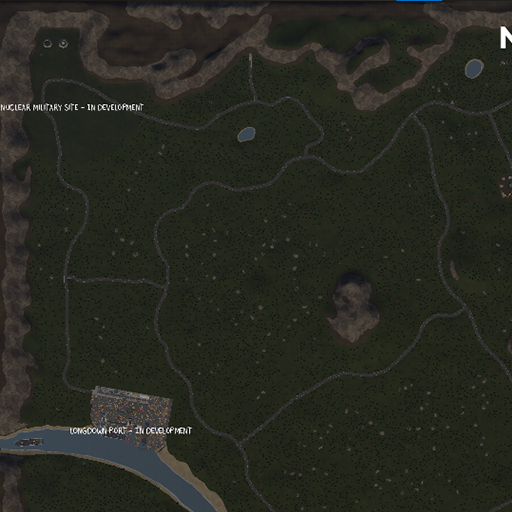 N
NUCLEAR MILITARY SITE - IN DEVELOPMENT
LONGDOWN PORT - IN DEVELOPMENT